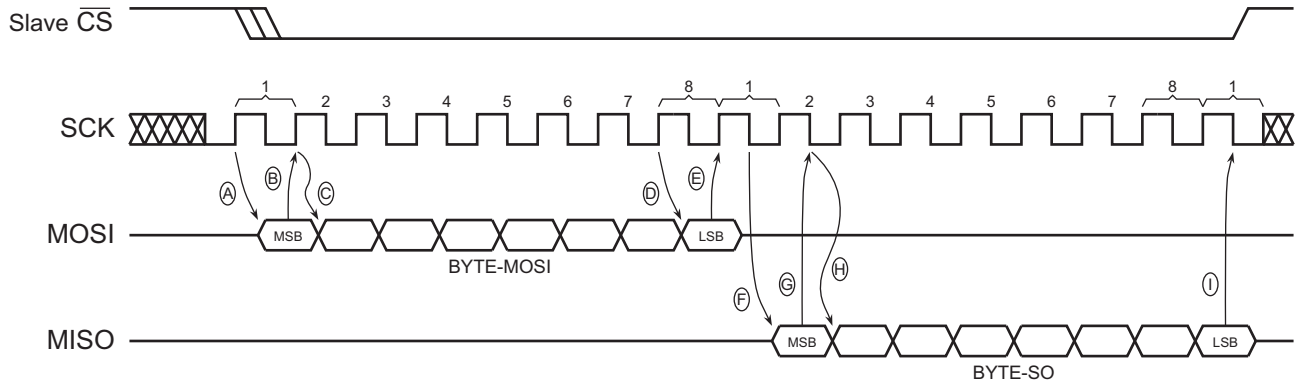 Slave CS
1 2 3 4 5 6 7 8 1 2 3 4 5 6 7 8 1
SCK
A B C D E
MOSI MSB LSB
BYTE-MOSI
F G H I
MISO MSB LSB
BYTE-SO